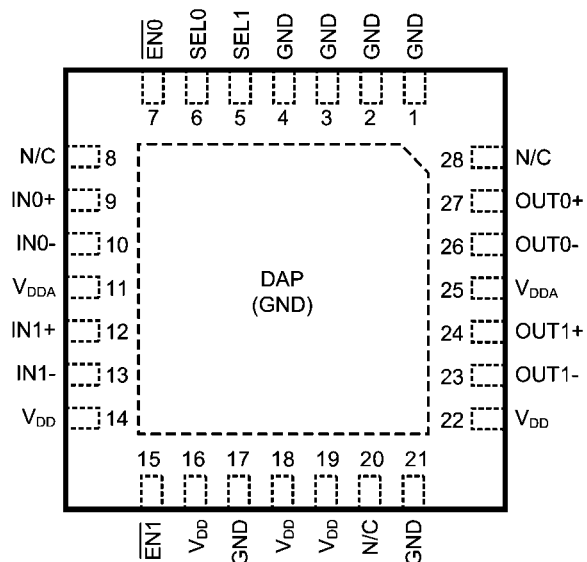 EN0 SEL0 SEL1 GND GND GND GND
7 6 5 4 3 2 1
N/C 8 28 N/C
IN0+ 9 27 OUT0+
IN0- 10 26 OUT0-
VDDA 11 25 VDDA
IN1+ 12 24 OUT1+
IN1- 13 23 OUT1-
VDD 14 22 VDD
DAP
(GND)
15 16 17 18 19 20 21
EN1 VDD GND VDD VDD N/C GND